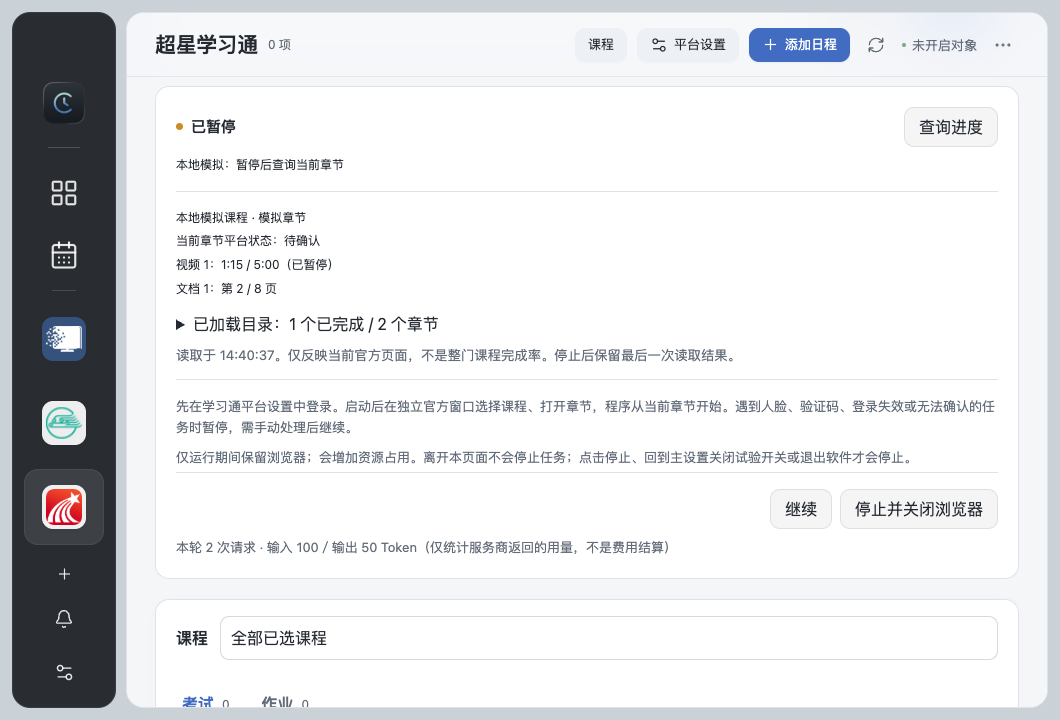 超星学习通 0 项
课程
平台设置
添加日程
未开启对象
已暂停
查询进度
本地模拟：暂停后查询当前章节
本地模拟课程 · 模拟章节
当前章节平台状态：待确认
视频 1：1:15 / 5:00（已暂停）
文档 1：第 2 / 8 页
已加载目录：1 个已完成 / 2 个章节
读取于 14:40:37。仅反映当前官方页面，不是整门课程完成率。停止后保留最后一次读取结果。
先在学习通平台设置中登录。启动后在独立官方窗口选择课程、打开章节，程序从当前章节开始。遇到人脸、验证码、登录失效或无法确认的任
务时暂停，需手动处理后继续。
仅运行期间保留浏览器；会增加资源占用。离开本页面不会停止任务；点击停止、回到主设置关闭试验开关或退出软件才会停止。
继续
停止并关闭浏览器
本轮 2 次请求 · 输入 100 / 输出 50 Token（仅统计服务商返回的用量，不是费用结算）
课程
全部已选课程
考试 0
作业 0